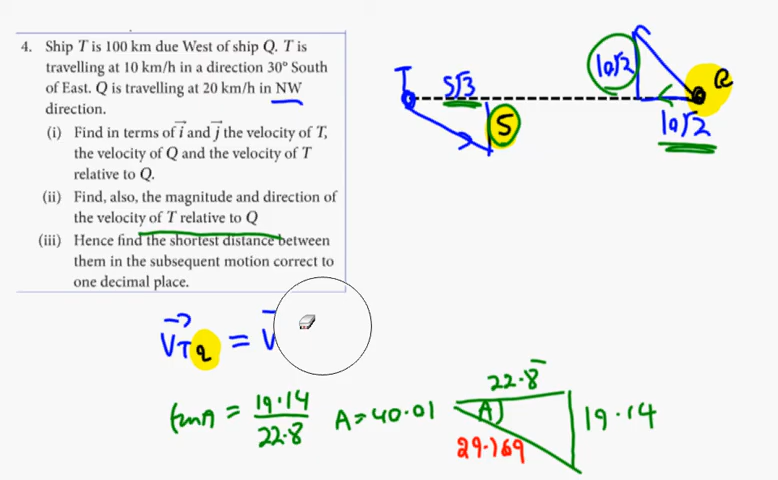 4. Ship T is 100 km due West of ship Q. T is
travelling at 10 km/h in a direction 30° South
of East. Q is travelling at 20 km/h in NW
direction.
(i) Find in terms of i⃗ and j⃗ the velocity of T,
the velocity of Q and the velocity of T
relative to Q.
(ii) Find, also, the magnitude and direction of
the velocity of T relative to Q
(iii) Hence find the shortest distance between
them in the subsequent motion correct to
one decimal place.
T
5√3
5
10√2
Q
10√2
V⃗TQ = V
tanA = 19.14 / 22.8
A = 40.01
22.8
A
19.14
29.769